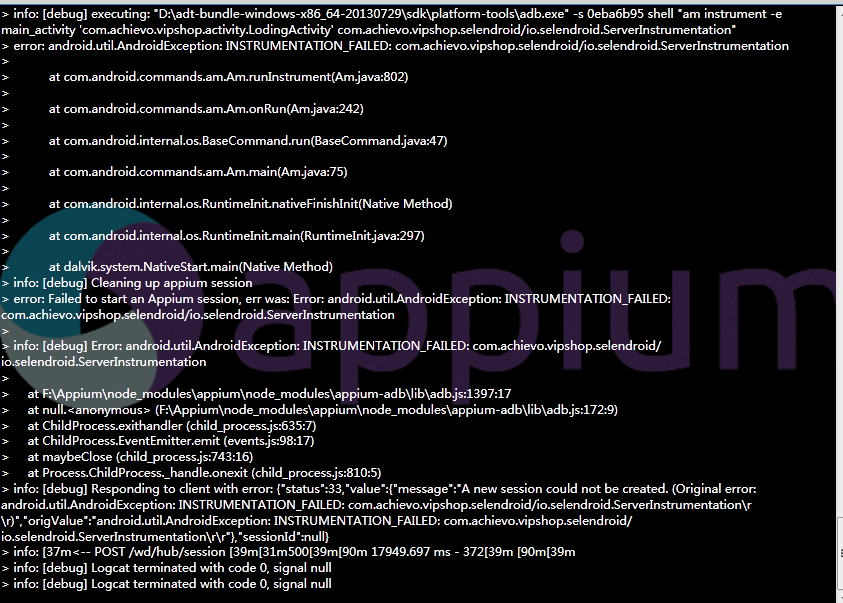 > info: [debug] executing: "D:\adt-bundle-windows-x86_64-20130729\sdk\platform-tools\adb.exe" -s 0eba6b95 shell "am instrument -e
main_activity 'com.achievo.vipshop.activity.LodingActivity' com.achievo.vipshop.selendroid/io.selendroid.ServerInstrumentation"
> error: android.util.AndroidException: INSTRUMENTATION_FAILED: com.achievo.vipshop.selendroid/io.selendroid.ServerInstrumentation
>
> at com.android.commands.am.Am.runInstrument(Am.java:802)
>
> at com.android.commands.am.Am.onRun(Am.java:242)
>
> at com.android.internal.os.BaseCommand.run(BaseCommand.java:47)
>
> at com.android.commands.am.Am.main(Am.java:75)
>
> at com.android.internal.os.RuntimeInit.nativeFinishInit(Native Method)
>
> at com.android.internal.os.RuntimeInit.main(RuntimeInit.java:297)
>
> at dalvik.system.NativeStart.main(Native Method)
> info: [debug] Cleaning up appium session
> error: Failed to start an Appium session, err was: Error: android.util.AndroidException: INSTRUMENTATION_FAILED:
com.achievo.vipshop.selendroid/io.selendroid.ServerInstrumentation
>
> info: [debug] Error: android.util.AndroidException: INSTRUMENTATION_FAILED: com.achievo.vipshop.selendroid/
io.selendroid.ServerInstrumentation
>
> at F:\Appium\node_modules\appium\node_modules\appium-adb\lib\adb.js:1397:17
> at null.<anonymous> (F:\Appium\node_modules\appium\node_modules\appium-adb\lib\adb.js:172:9)
> at ChildProcess.exithandler (child_process.js:635:7)
> at ChildProcess.EventEmitter.emit (events.js:98:17)
> at maybeClose (child_process.js:743:16)
> at Process.ChildProcess._handle.onexit (child_process.js:810:5)
> info: [debug] Responding to client with error: {"status":33,"value":{"message":"A new session could not be created. (Original error:
android.util.AndroidException: INSTRUMENTATION_FAILED: com.achievo.vipshop.selendroid/io.selendroid.ServerInstrumentation\r
\r)","origValue":"android.util.AndroidException: INSTRUMENTATION_FAILED: com.achievo.vipshop.selendroid/
io.selendroid.ServerInstrumentation\r\r"},"sessionId":null}
> info: [37m<-- POST /wd/hub/session [39m[31m500[39m[90m 17949.697 ms - 372[39m [90m[39m
> info: [debug] Logcat terminated with code 0, signal null
> info: [debug] Logcat terminated with code 0, signal null
appium